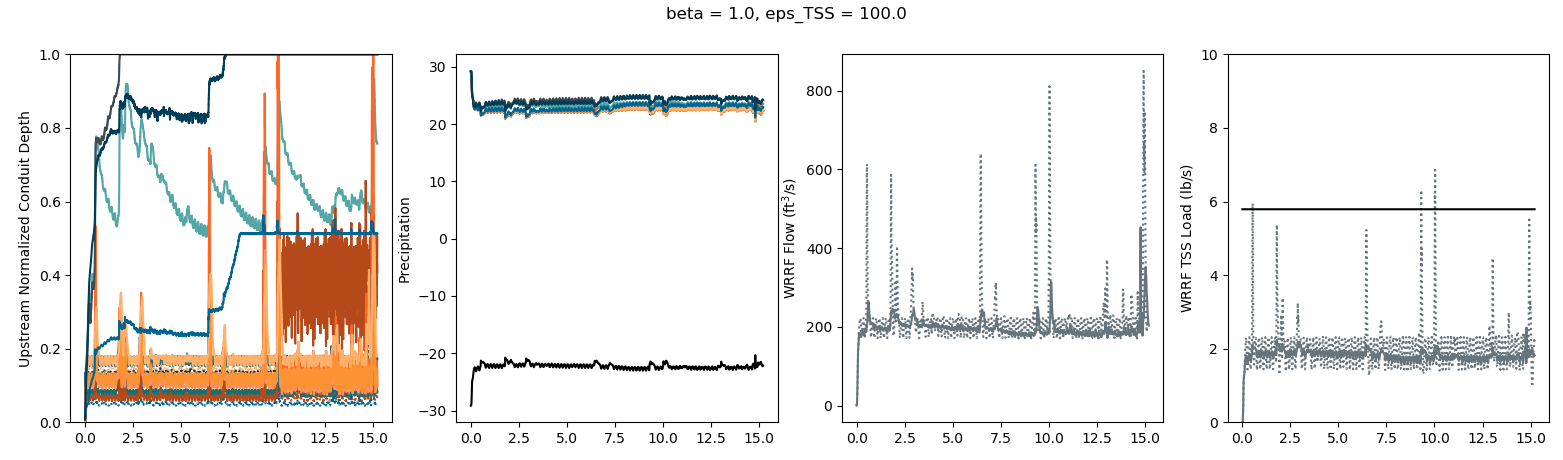 beta = 1.0, eps_TSS = 100.0
Upstream Normalized Conduit Depth
1.0
0.8
0.6
0.4
0.2
0.0
0.0 2.5 5.0 7.5 10.0 12.5 15.0
Precipitation
30
20
10
0
−10
−20
−30
0.0 2.5 5.0 7.5 10.0 12.5 15.0
WRRF Flow (ft³/s)
800
600
400
200
0
0.0 2.5 5.0 7.5 10.0 12.5 15.0
WRRF TSS Load (lb/s)
10
8
6
4
2
0
0.0 2.5 5.0 7.5 10.0 12.5 15.0